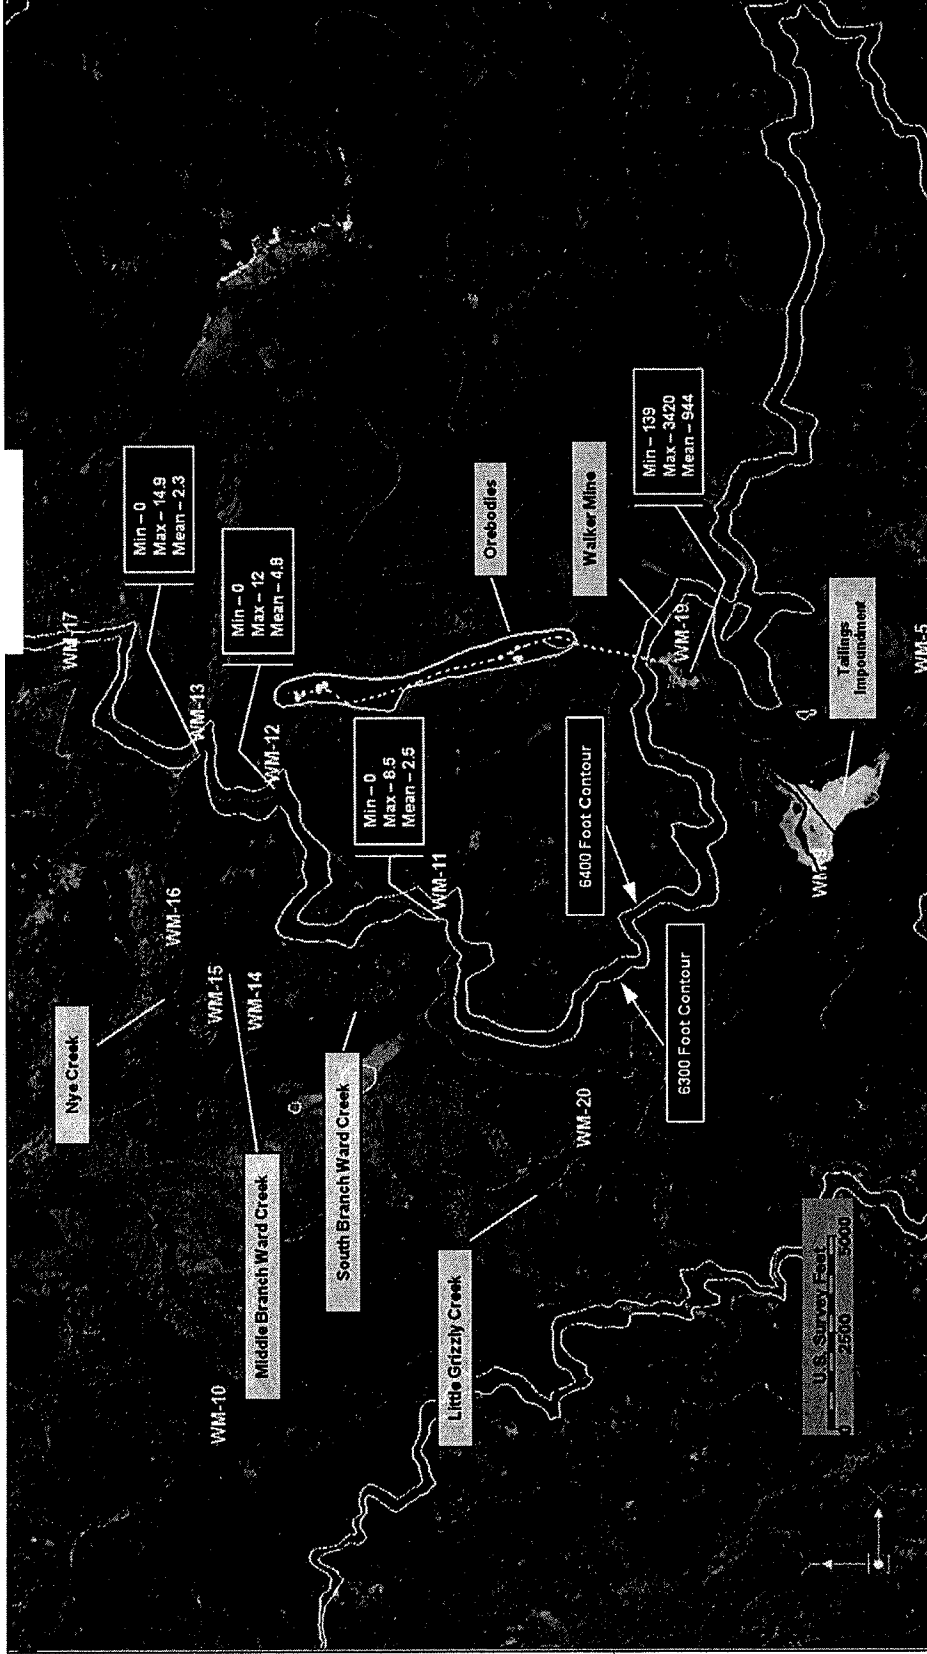 Nye Creek
WM-16
WM-17
Min – 0
Max – 14.9
Mean – 2.3
WM-10
Middle Branch Ward Creek
WM-15
WM-14
WM-13
Min – 0
Max – 12
Mean – 4.8
WM-12
South Branch Ward Creek
Min – 0
Max – 8.5
Mean – 2.5
WM-11
Little Grizzly Creek
WM-20
Orebodies
6400 Foot Contour
Walker Mine
6300 Foot Contour
WM-19
Min – 139
Max – 3420
Mean – 944
U.S. Survey Feet
0 2500 5000
Tailings
Impoundment
WM-5